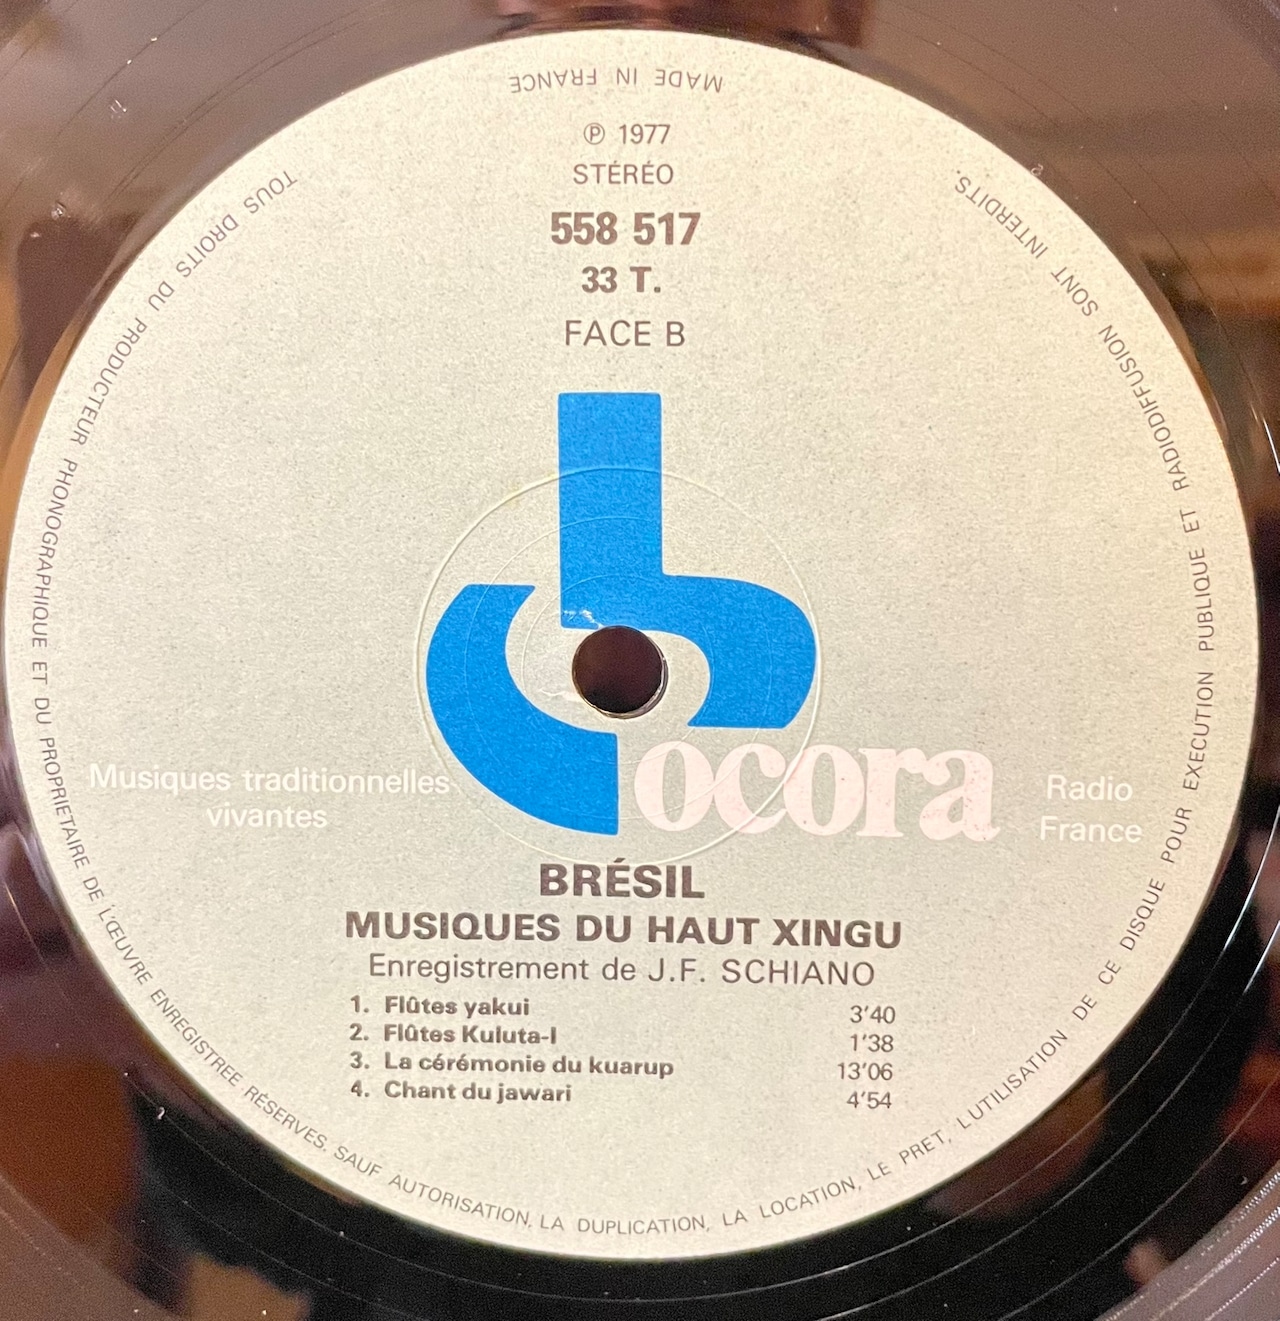 MADE IN FRANCE
℗ 1977
STÉRÉO
558 517
33 T.
FACE B
ocora
Musiques traditionnelles
vivantes
Radio
France
BRÉSIL
MUSIQUES DU HAUT XINGU
Enregistrement de J.F. SCHIANO
1. Flûtes yakui 3'40
2. Flûtes Kuluta-I 1'38
3. La cérémonie du kuarup 13'06
4. Chant du jawari 4'54
TOUS DROITS DU PRODUCTEUR PHONOGRAPHIQUE ET DU PROPRIETAIRE DE L'ŒUVRE ENREGISTREE RÉSERVES. SAUF AUTORISATION, LA DUPLICATION, LA LOCATION, LE PRET, L'UTILISATION DE CE DISQUE POUR EXECUTION PUBLIQUE ET RADIODIFFUSION SONT INTERDITS.